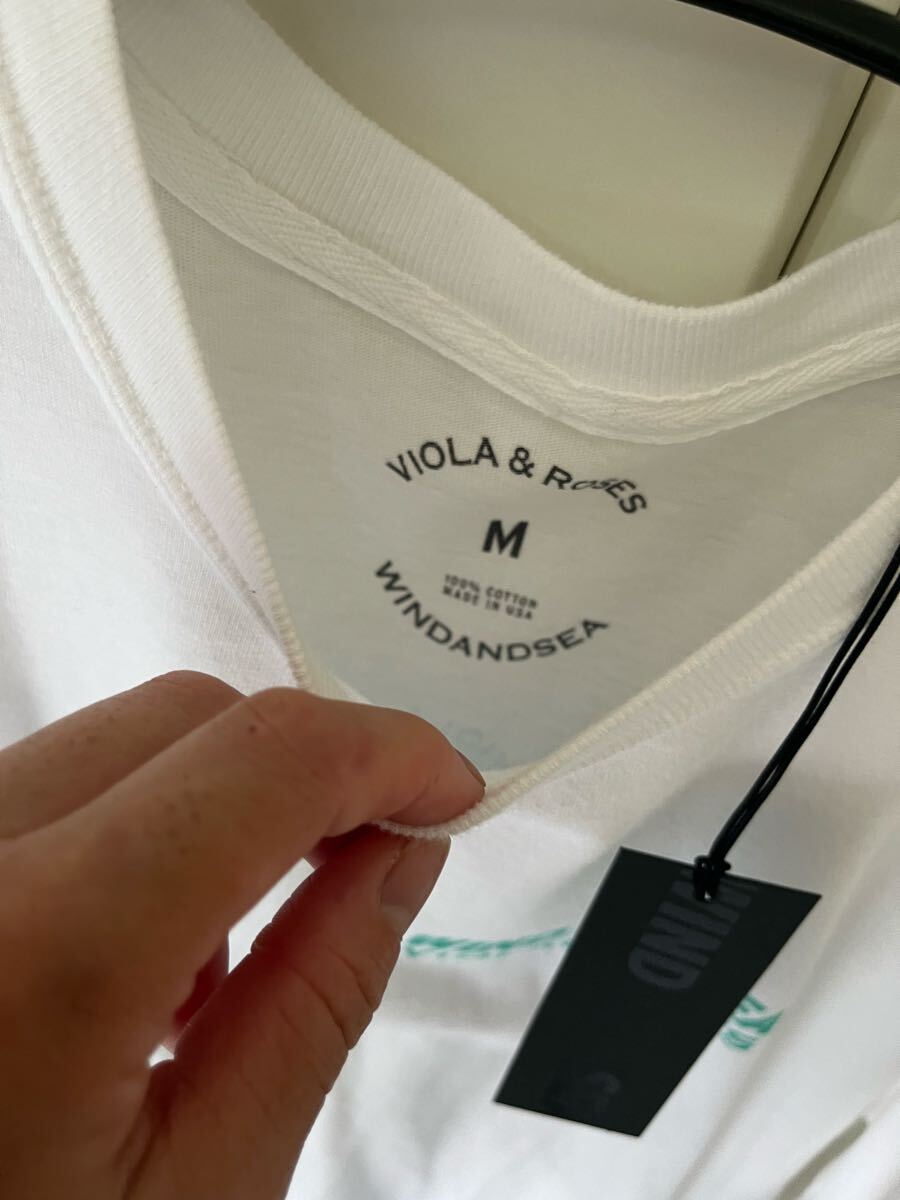 VIOLA & ROSES
M
100% COTTON
MADE IN USA
WINDANDSEA
WIND